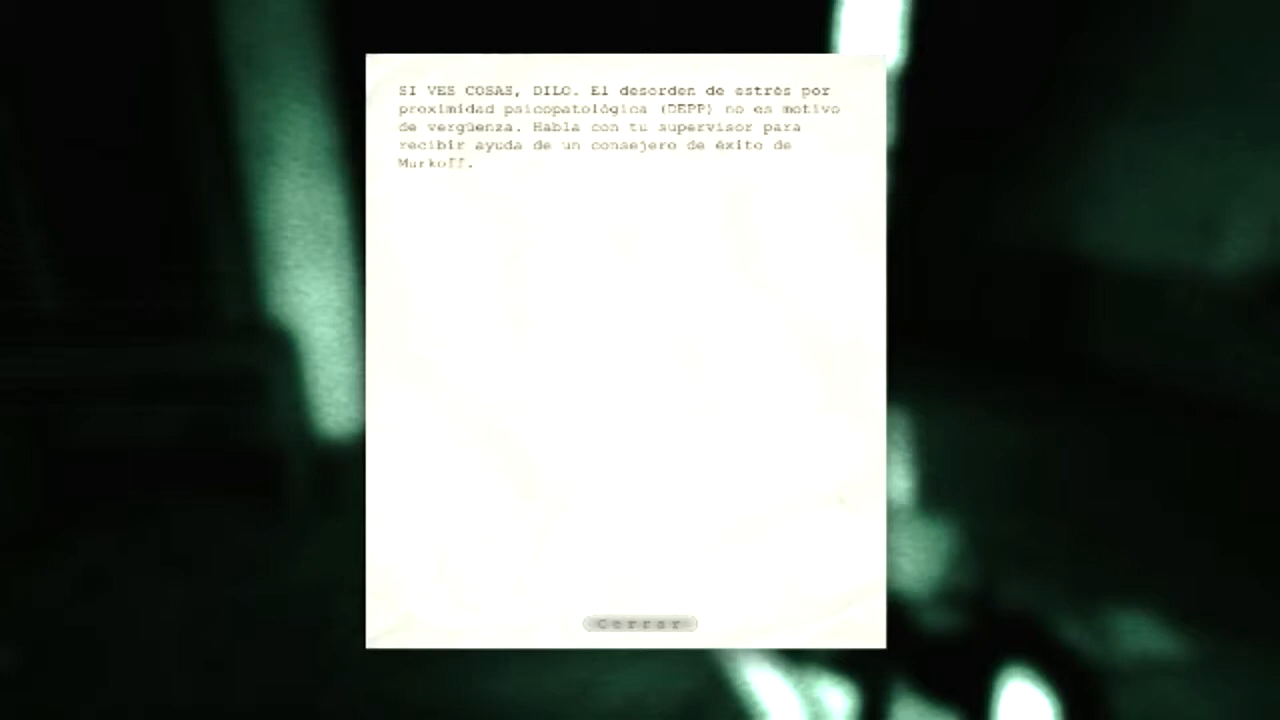 SI VES COSAS, DILO. El desorden de estrés por
proximidad psicopatológica (DEPP) no es motivo
de vergüenza. Habla con tu supervisor para
recibir ayuda de un consejero de éxito de
Murkoff.
Cerrar